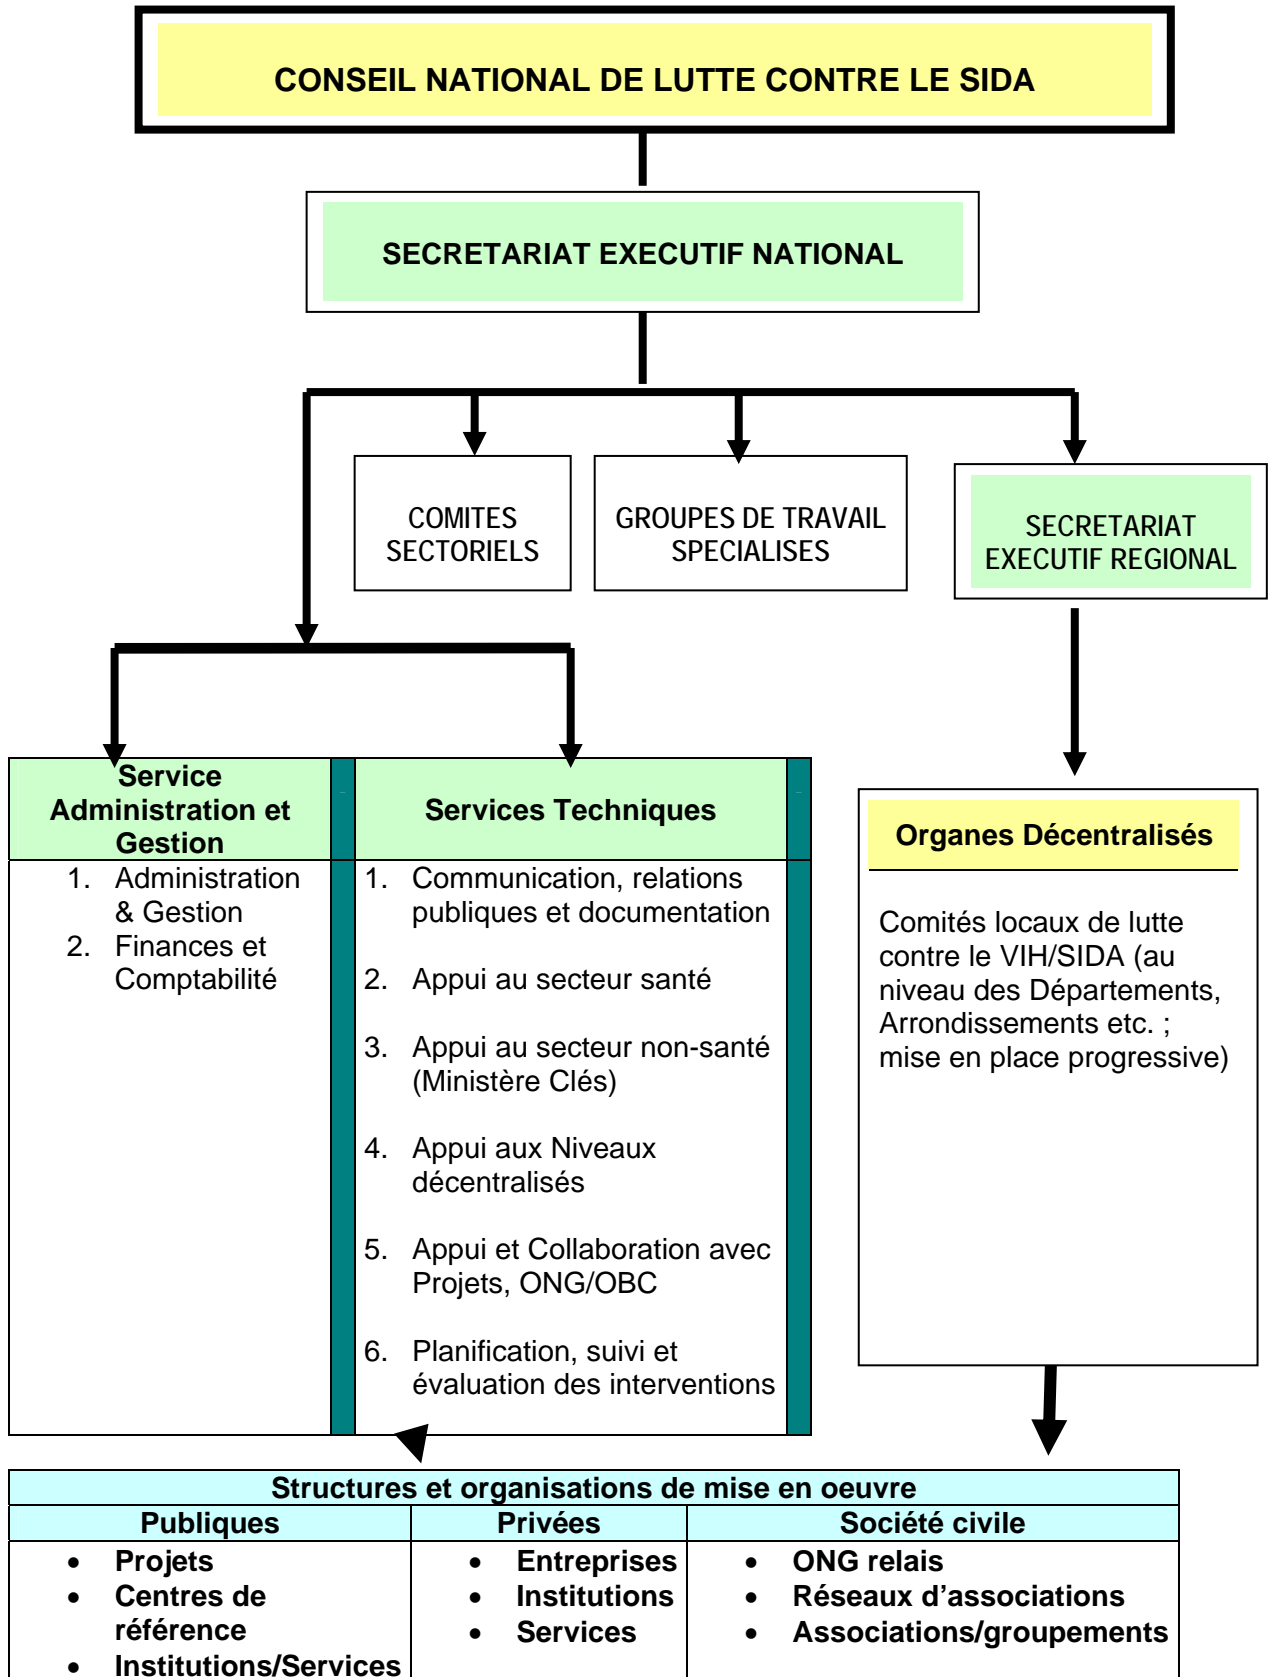 CONSEIL NATIONAL DE LUTTE CONTRE LE SIDA
SECRETARIAT EXECUTIF NATIONAL
COMITES
SECTORIELS
GROUPES DE TRAVAIL
SPECIALISES
SECRETARIAT
EXECUTIF REGIONAL
Service
Administration et
Gestion
1. Administration
& Gestion
2. Finances et
Comptabilité
Services Techniques
1. Communication, relations
publiques et documentation
2. Appui au secteur santé
3. Appui au secteur non-santé
(Ministère Clés)
4. Appui aux Niveaux
décentralisés
5. Appui et Collaboration avec
Projets, ONG/OBC
6. Planification, suivi et
évaluation des interventions
Organes Décentralisés
Comités locaux de lutte
contre le VIH/SIDA (au
niveau des Départements,
Arrondissements etc. ;
mise en place progressive)
Structures et organisations de mise en oeuvre
Publiques
• Projets
• Centres de
référence
• Institutions/Services
Privées
• Entreprises
• Institutions
• Services
Société civile
• ONG relais
• Réseaux d’associations
• Associations/groupements